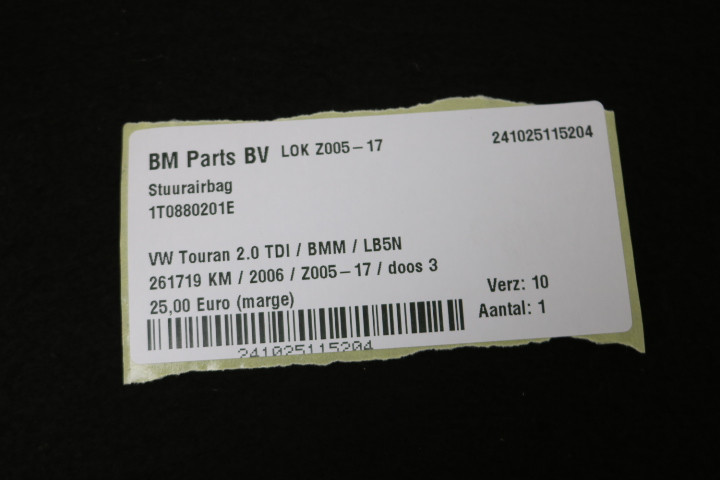 BM Parts BV LOK Z005-17 241025115204
Stuurairbag
1T0880201E
VW Touran 2.0 TDI / BMM / LB5N
261719 KM / 2006 / Z005-17 / doos 3
25,00 Euro (marge)
Verz: 10
Aantal: 1
241025115204